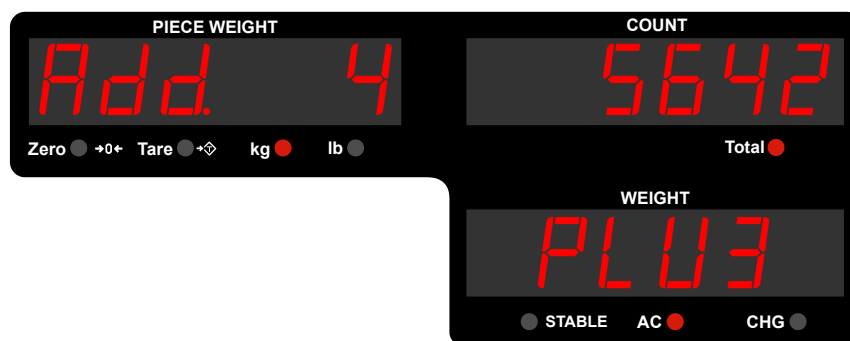 PIECE WEIGHT
Add. 4
Zero →0← Tare →T← kg lb
COUNT
5642
Total
WEIGHT
PLU3
STABLE AC CHG